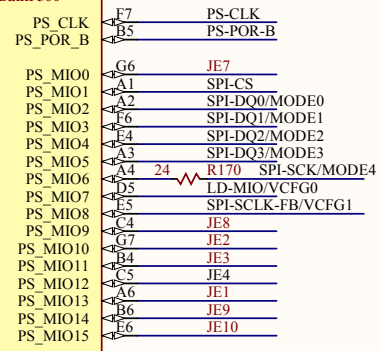 PS_CLK F7 PS-CLK
PS_POR_B B5 PS-POR-B
PS_MIO0 G6 JE7
PS_MIO1 A1 SPI-CS
PS_MIO2 A2 SPI-DQ0/MODE0
PS_MIO3 F6 SPI-DQ1/MODE1
PS_MIO4 E4 SPI-DQ2/MODE2
PS_MIO5 A3 SPI-DQ3/MODE3
PS_MIO6 A4 24 R170 SPI-SCK/MODE4
PS_MIO7 D5 LD-MIO/VCFG0
PS_MIO8 E5 SPI-SCLK-FB/VCFG1
PS_MIO9 C4 JE8
PS_MIO10 G7 JE2
PS_MIO11 B4 JE3
PS_MIO12 C5 JE4
PS_MIO13 A6 JE1
PS_MIO14 B6 JE9
PS_MIO15 E6 JE10